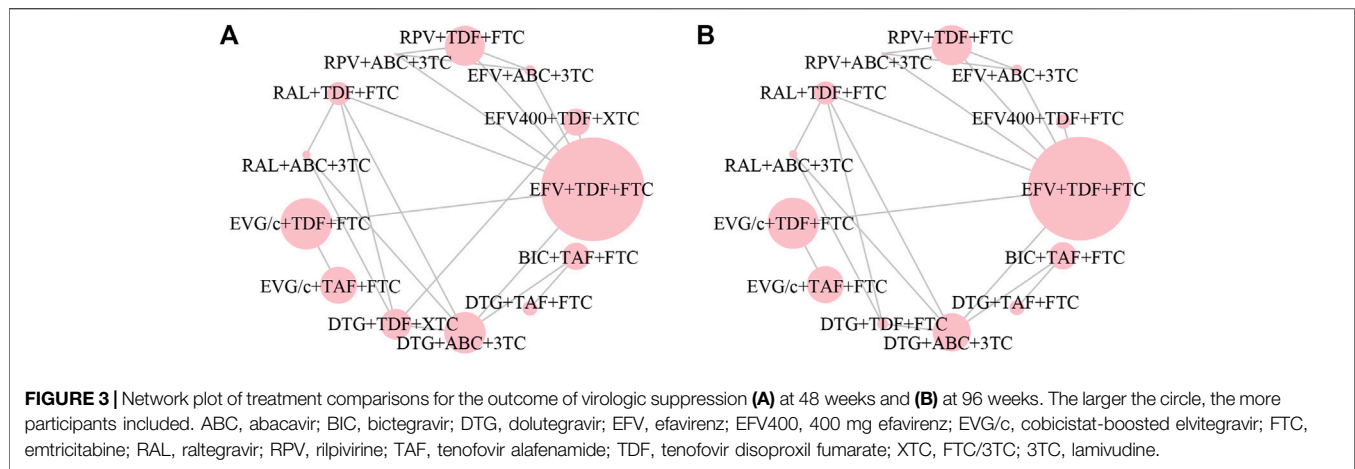 A
RPV+TDF+FTC
RPV+ABC+3TC
EFV+ABC+3TC
RAL+TDF+FTC
EFV400+TDF+XTC
RAL+ABC+3TC
EFV+TDF+FTC
EVG/c+TDF+FTC
BIC+TAF+FTC
EVG/c+TAF+FTC
DTG+TAF+FTC
DTG+TDF+XTC
DTG+ABC+3TC
B
RPV+TDF+FTC
RPV+ABC+3TC
EFV+ABC+3TC
RAL+TDF+FTC
EFV400+TDF+FTC
RAL+ABC+3TC
EFV+TDF+FTC
EVG/c+TDF+FTC
BIC+TAF+FTC
EVG/c+TAF+FTC
DTG+TAF+FTC
DTG+TDF+FTC
DTG+ABC+3TC
FIGURE 3 | Network plot of treatment comparisons for the outcome of virologic suppression (A) at 48 weeks and (B) at 96 weeks. The larger the circle, the more
participants included. ABC, abacavir; BIC, bictegravir; DTG, dolutegravir; EFV, efavirenz; EFV400, 400 mg efavirenz; EVG/c, cobicistat-boosted elvitegravir; FTC,
emtricitabine; RAL, raltegravir; RPV, rilpivirine; TAF, tenofovir alafenamide; TDF, tenofovir disoproxil fumarate; XTC, FTC/3TC; 3TC, lamivudine.